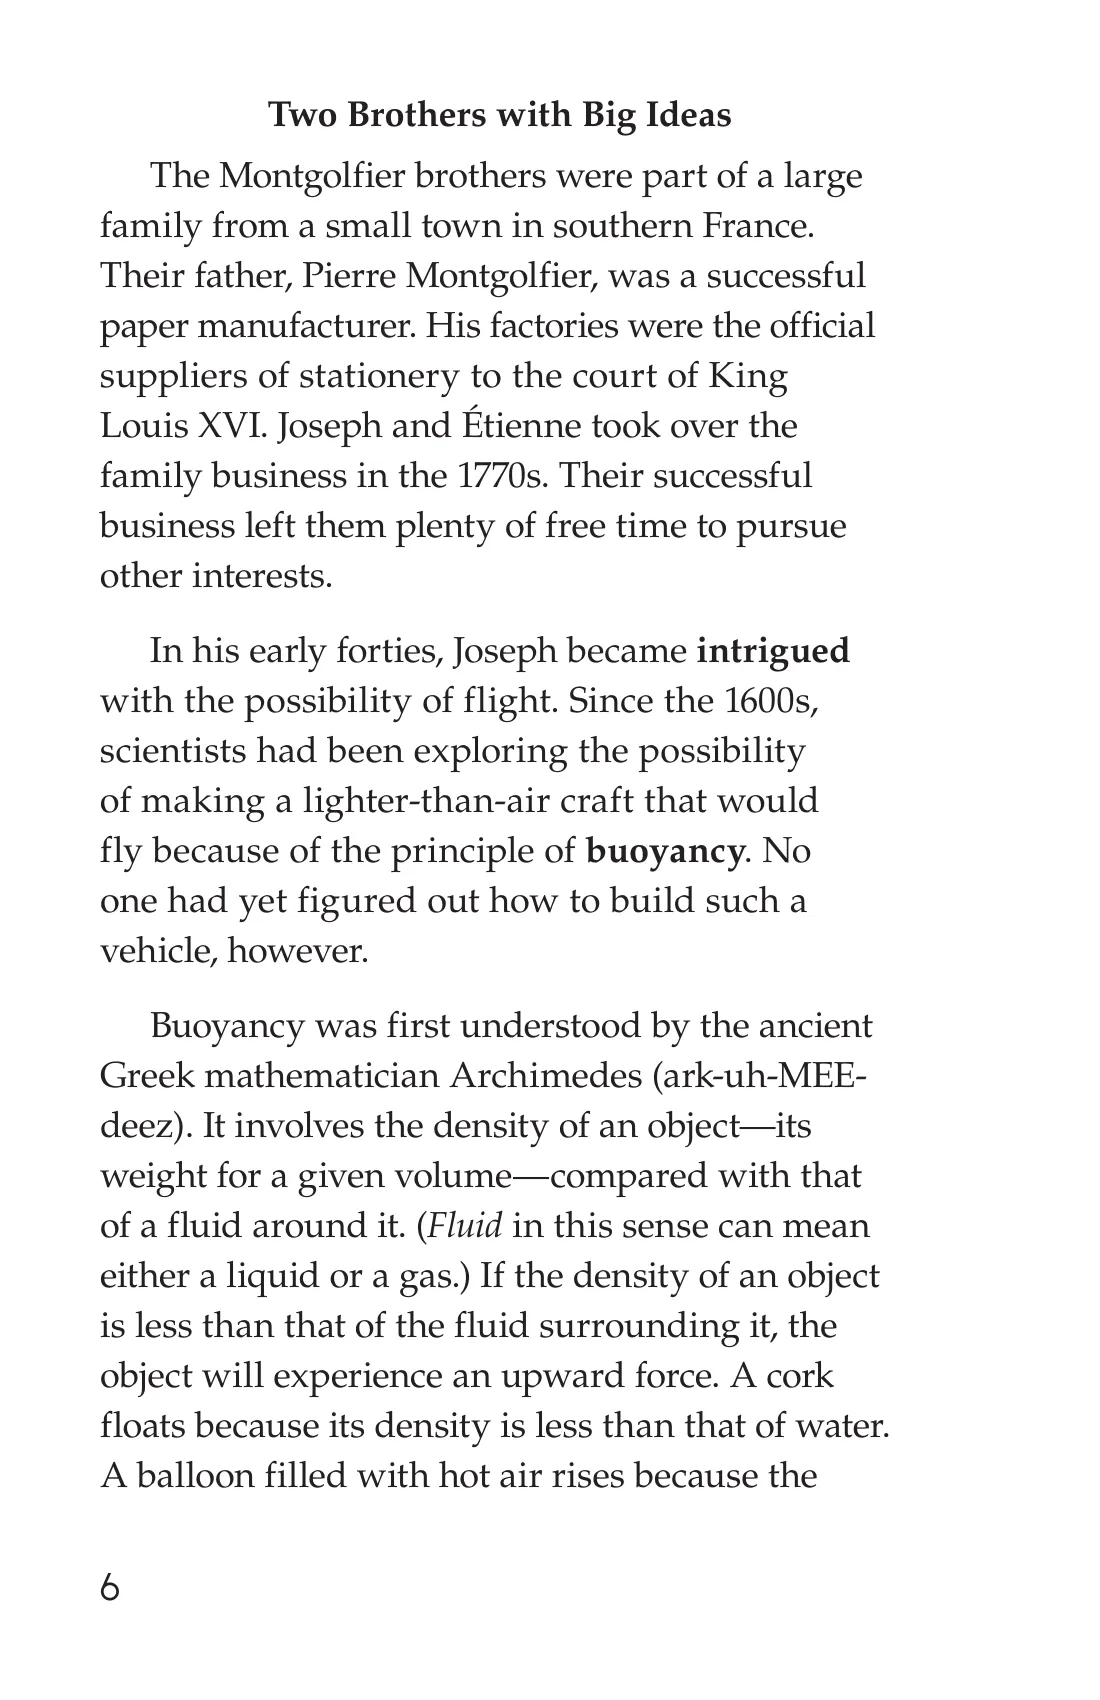 Two Brothers with Big Ideas
The Montgolfier brothers were part of a large
family from a small town in southern France.
Their father, Pierre Montgolfier, was a successful
paper manufacturer. His factories were the official
suppliers of stationery to the court of King
Louis XVI. Joseph and Étienne took over the
family business in the 1770s. Their successful
business left them plenty of free time to pursue
other interests.
In his early forties, Joseph became intrigued
with the possibility of flight. Since the 1600s,
scientists had been exploring the possibility
of making a lighter-than-air craft that would
fly because of the principle of buoyancy. No
one had yet figured out how to build such a
vehicle, however.
Buoyancy was first understood by the ancient
Greek mathematician Archimedes (ark-uh-MEE-
deez). It involves the density of an object—its
weight for a given volume—compared with that
of a fluid around it. (Fluid in this sense can mean
either a liquid or a gas.) If the density of an object
is less than that of the fluid surrounding it, the
object will experience an upward force. A cork
floats because its density is less than that of water.
A balloon filled with hot air rises because the
6